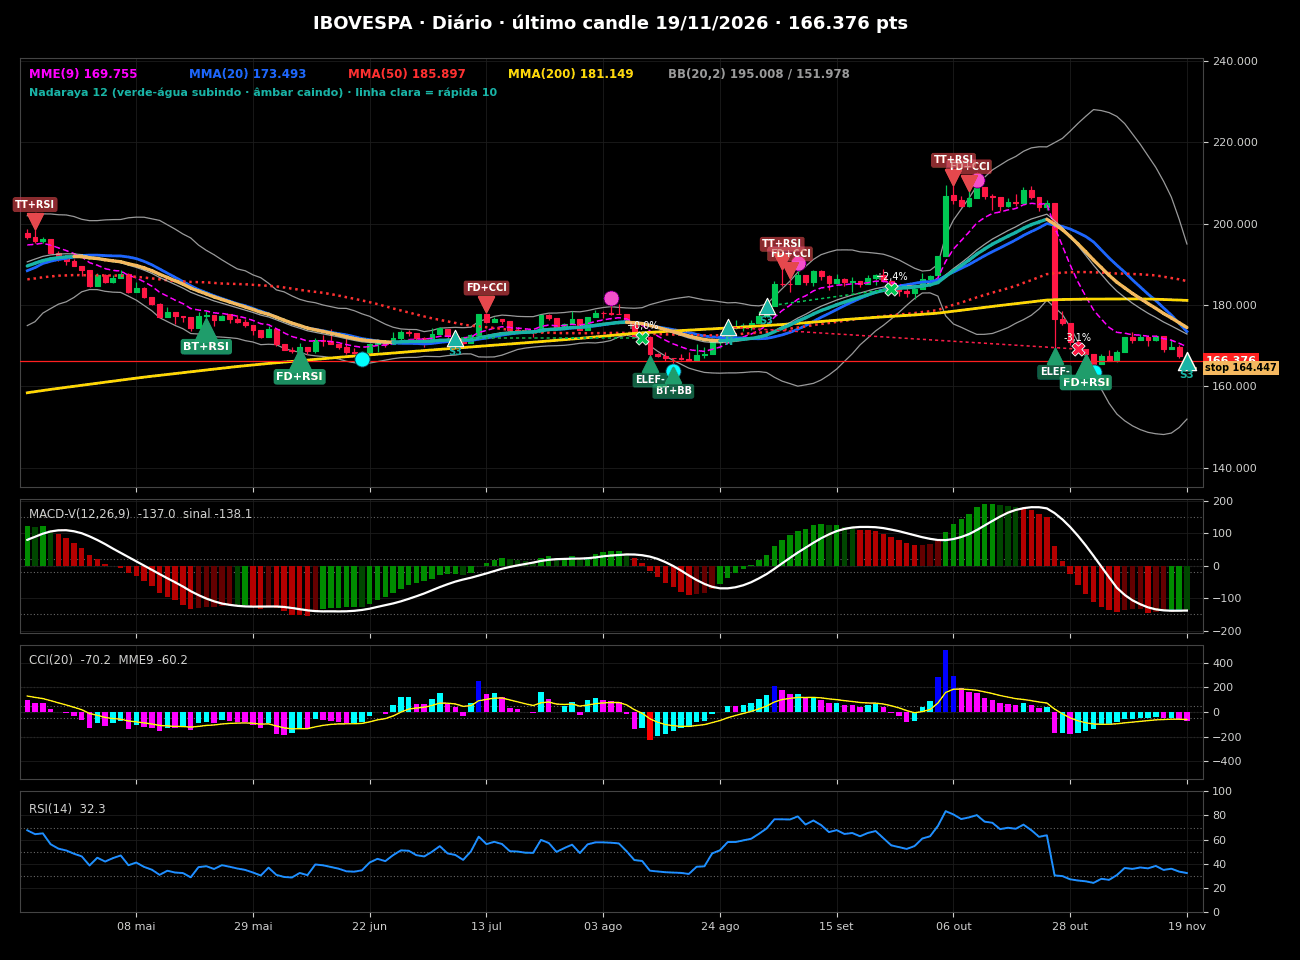 IBOVESPA · Diário · último candle 19/11/2026 · 166.376 pts
MME(9) 169.755 MMA(20) 173.493 MMA(50) 185.897 MMA(200) 181.149 BB(20,2) 195.008 / 151.978
Nadaraya 12 (verde-água subindo · âmbar caindo) · linha clara = rápida 10
240.000
220.000
200.000
180.000
160.000
140.000
TT+RSI
BT+RSI
FD+RSI
FD+CCI
S3
+0,0%
ELEF-
BT+BB
S3
TT+RSI
FD+CCI
+2,4%
TT+RSI
FD+CCI
-3,1%
ELEF-
FD+RSI
S3
166.376
stop 164.447
MACD-V(12,26,9) -137.0 sinal -138.1
200
100
0
−100
−200
CCI(20) -70.2 MME9 -60.2
400
200
0
−200
−400
RSI(14) 32.3
100
80
60
40
20
0
08 mai
29 mai
22 jun
13 jul
03 ago
24 ago
15 set
06 out
28 out
19 nov